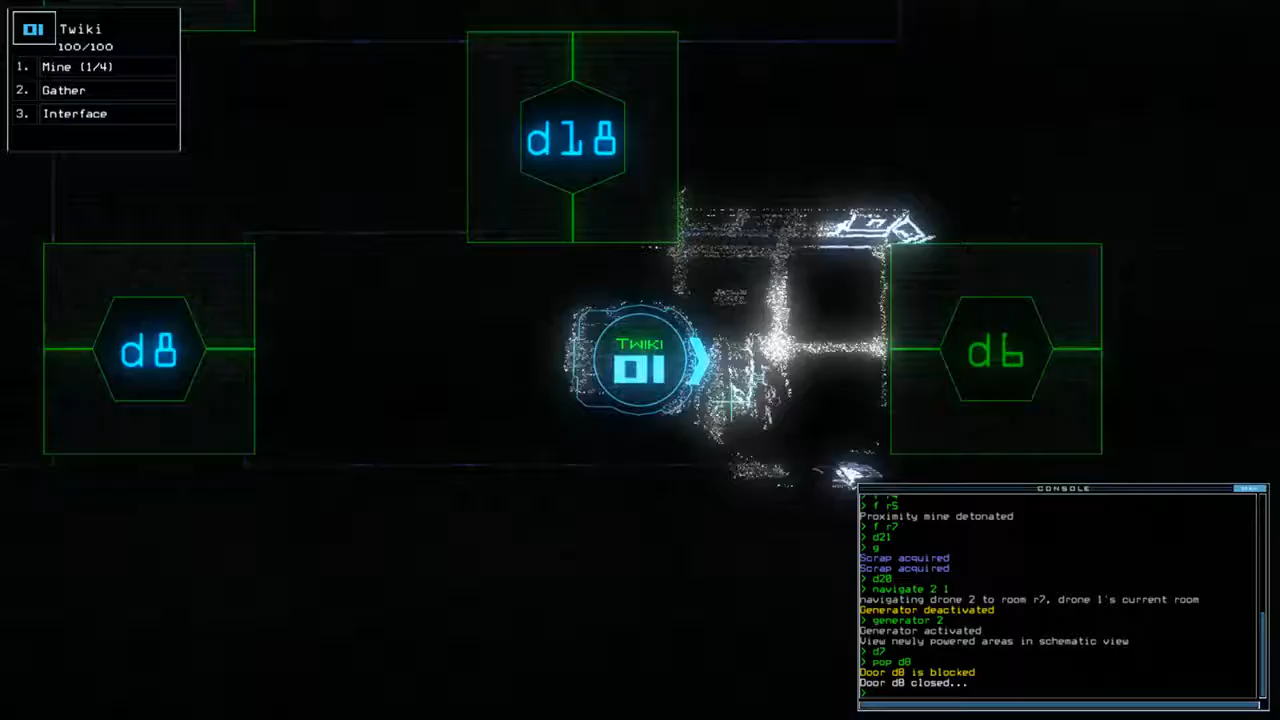 01 Twiki
100/100
1. Mine (1/4)
2. Gather
3. Interface
d18
d8
TWIKI
01
d6
CONSOLE
> f r5
Proximity mine detonated
> f r7
> d21
> g
Scrap acquired
Scrap acquired
> d20
> navigate 2 1
navigating drone 2 to room r7, drone 1's current room
Generator deactivated
> generator 2
Generator activated
View newly powered areas in schematic view
> d7
> pop d8
Door d8 is blocked
Door d8 closed...
>